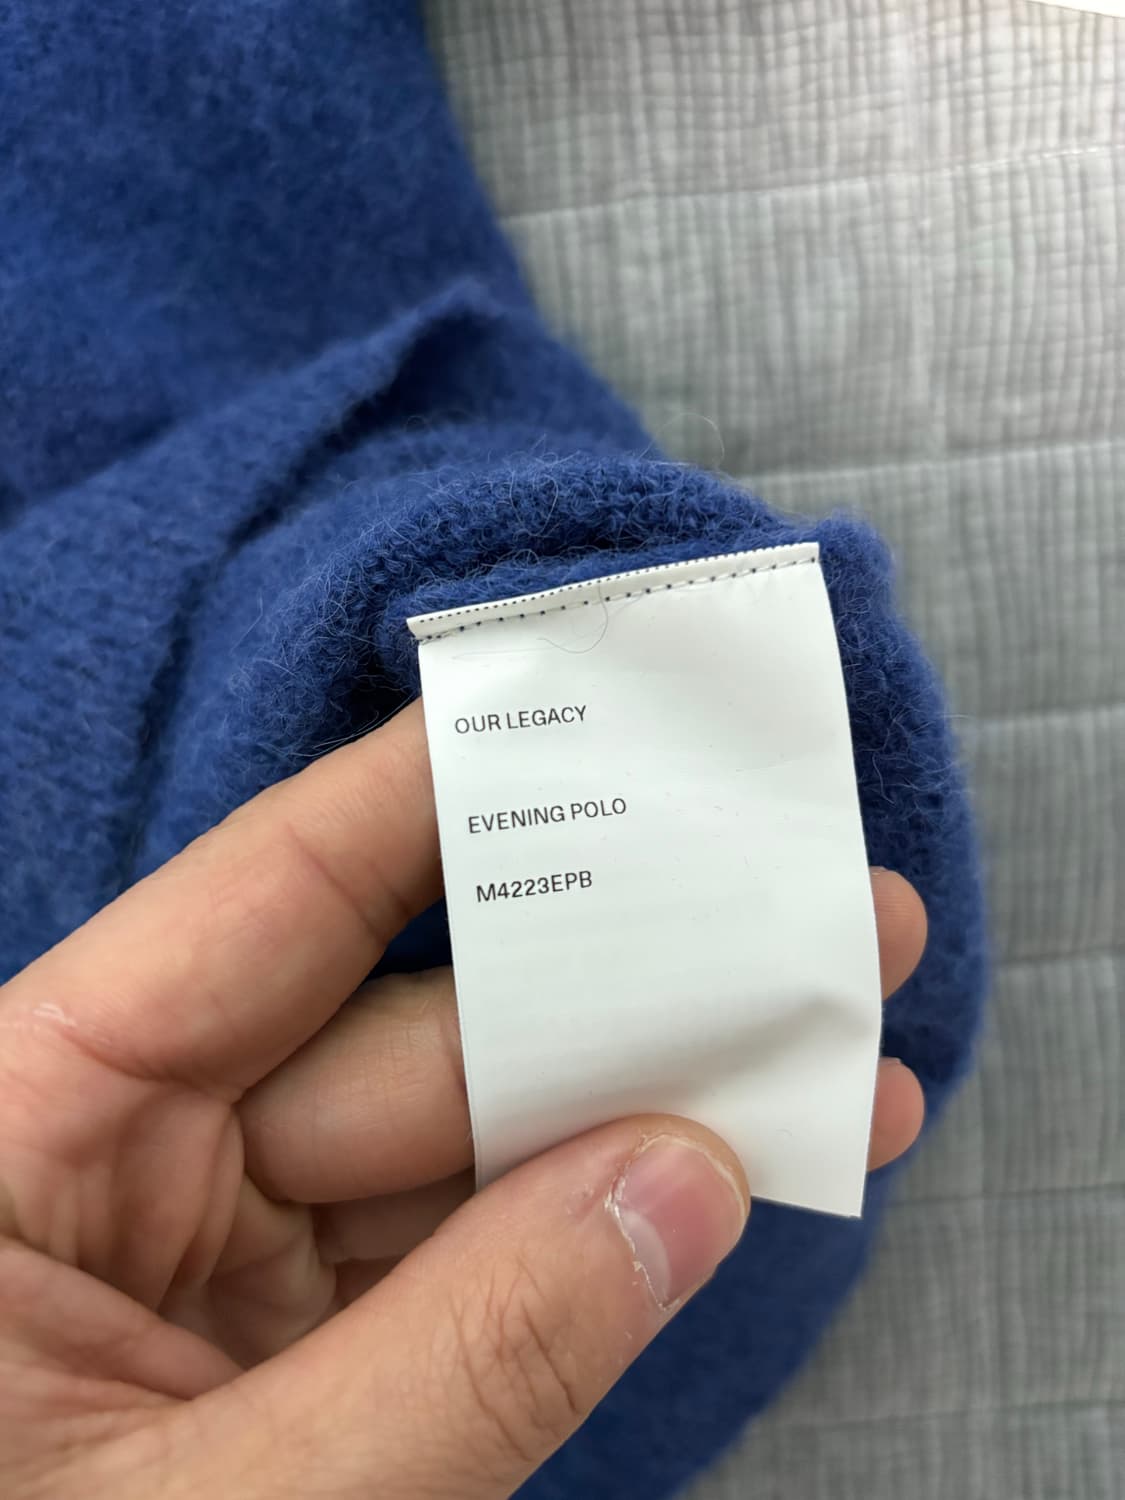 OUR LEGACY
EVENING POLO
M4223EPB